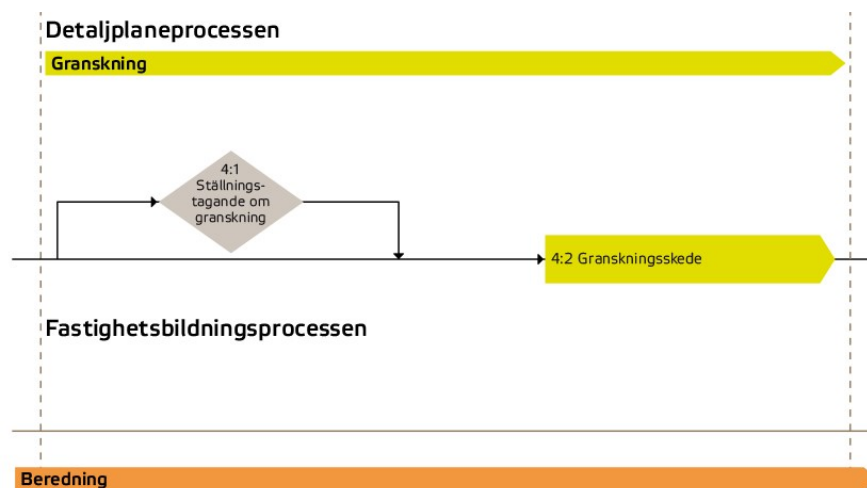 Detaljplaneprocessen
Granskning
4:1
Ställnings-
tagande om
granskning
4:2 Granskningsskede
Fastighetsbildningsprocessen
Beredning